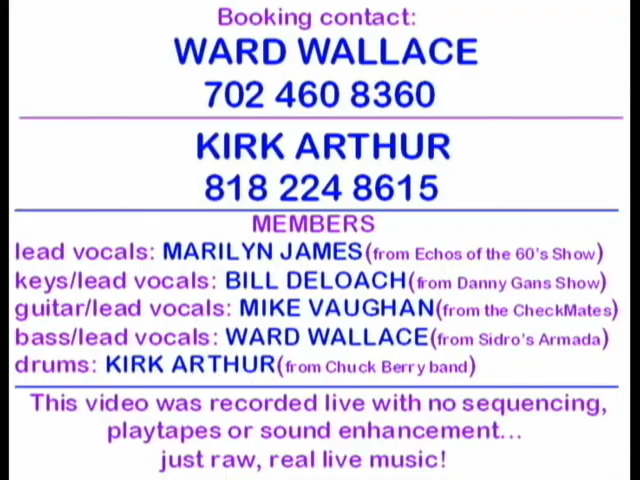 Booking contact:
WARD WALLACE
702 460 8360
KIRK ARTHUR
818 224 8615
MEMBERS
lead vocals: MARILYN JAMES(from Echos of the 60's Show)
keys/lead vocals: BILL DELOACH(from Danny Gans Show)
guitar/lead vocals: MIKE VAUGHAN(from the CheckMates)
bass/lead vocals: WARD WALLACE(from Sidro's Armada)
drums: KIRK ARTHUR(from Chuck Berry band)
This video was recorded live with no sequencing,
playtapes or sound enhancement...
just raw, real live music!